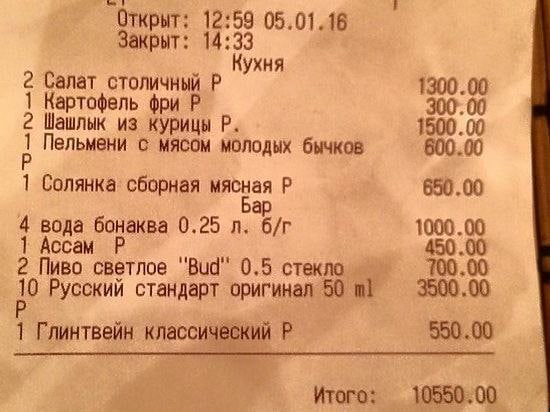 Открыт: 12:59 05.01.16
Закрыт: 14:33
Кухня
2 Салат столичный Р 1300.00
1 Картофель фри Р 300.00
2 Шашлык из курицы Р. 1500.00
1 Пельмени с мясом молодых бычков 600.00
Р
1 Солянка сборная мясная Р 650.00
Бар
4 вода бонаква 0.25 л. б/г 1000.00
1 Ассам Р 450.00
2 Пиво светлое "Bud" 0.5 стекло 700.00
10 Русский стандарт оригинал 50 ml 3500.00
Р
1 Глинтвейн классический Р 550.00
Итого: 10550.00